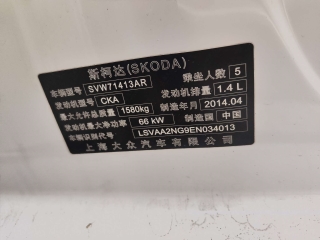 斯柯达(SKODA)
车辆型号 SVW71413AR 乘坐人数 5
发动机型号 CKA 发动机排量 1.4 L
最大允许总质量 1580kg 制造年月 2014.04
最大净功率 66 kW 制造国 中国
车辆识别代号 LSVAA2NG9EN034013
上海大众汽车有限公司